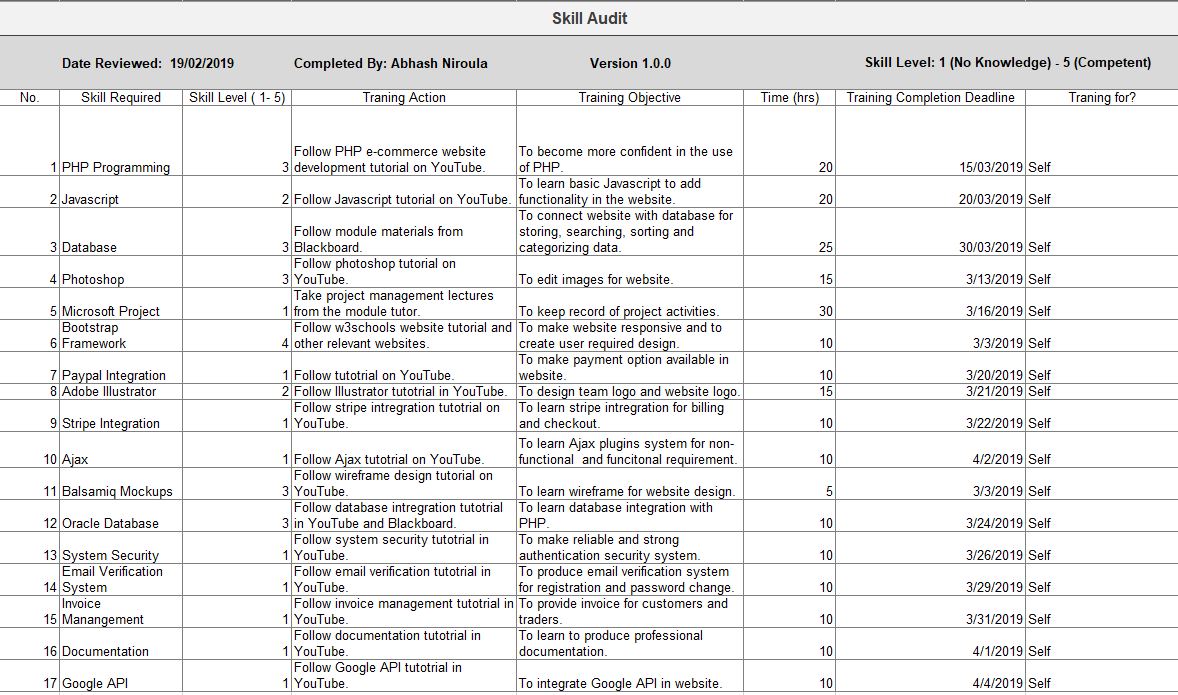 Skill Audit
Date Reviewed: 19/02/2019 Completed By: Abhash Niroula Version 1.0.0 Skill Level: 1 (No Knowledge) - 5 (Competent)
No. Skill Required Skill Level ( 1- 5) Traning Action Training Objective Time (hrs) Training Completion Deadline Traning for?
Follow PHP e-commerce website To become more confident in the use
1 PHP Programming 3 development tutorial on YouTube. of PHP. 20 15/03/2019 Self
To learn basic Javascript to add
2 Javascript 2 Follow Javascript tutorial on YouTube. functionality in the website. 20 20/03/2019 Self
To connect website with database for
Follow module materials from storing, searching, sorting and
3 Database 3 Blackboard. categorizing data. 25 30/03/2019 Self
Follow photoshop tutorial on
4 Photoshop 3 YouTube. To edit images for website. 15 3/13/2019 Self
Take project management lectures
5 Microsoft Project 1 from the module tutor. To keep record of project activities. 30 3/16/2019 Self
Bootstrap Follow w3schools website tutorial and To make website responsive and to
6 Framework 4 other relevant websites. create user required design. 10 3/3/2019 Self
To make payment option available in
7 Paypal Integration 1 Follow tutotrial on YouTube. website. 10 3/20/2019 Self
8 Adobe Illustrator 2 Follow Illustrator tutotrial in YouTube. To design team logo and website logo. 15 3/21/2019 Self
Follow stripe intregration tutotrial on To learn stripe intregration for billing
9 Stripe Integration 1 YouTube. and checkout. 10 3/22/2019 Self
To learn Ajax plugins system for non-
10 Ajax 1 Follow Ajax tutotrial on YouTube. functional and funcitonal requirement. 10 4/2/2019 Self
Follow wireframe design tutorial on
11 Balsamiq Mockups 3 YouTube. To learn wireframe for website design. 5 3/3/2019 Self
Follow database intregration tutotrial To learn database integration with
12 Oracle Database 3 in YouTube and Blackboard. PHP. 10 3/24/2019 Self
Follow system security tutotrial in To make reliable and strong
13 System Security 1 YouTube. authentication security system. 10 3/26/2019 Self
Email Verification Follow email verification tutotrial in To produce email verification system
14 System 1 YouTube. for registration and password change. 10 3/29/2019 Self
Invoice Follow invoice management tutotrial in To provide invoice for customers and
15 Manangement 1 YouTube. traders. 10 3/31/2019 Self
Follow documentation tutotrial in To learn to produce professional
16 Documentation 1 YouTube. documentation. 10 4/1/2019 Self
Follow Google API tutotrial in
17 Google API 1 YouTube. To integrate Google API in website. 10 4/4/2019 Self